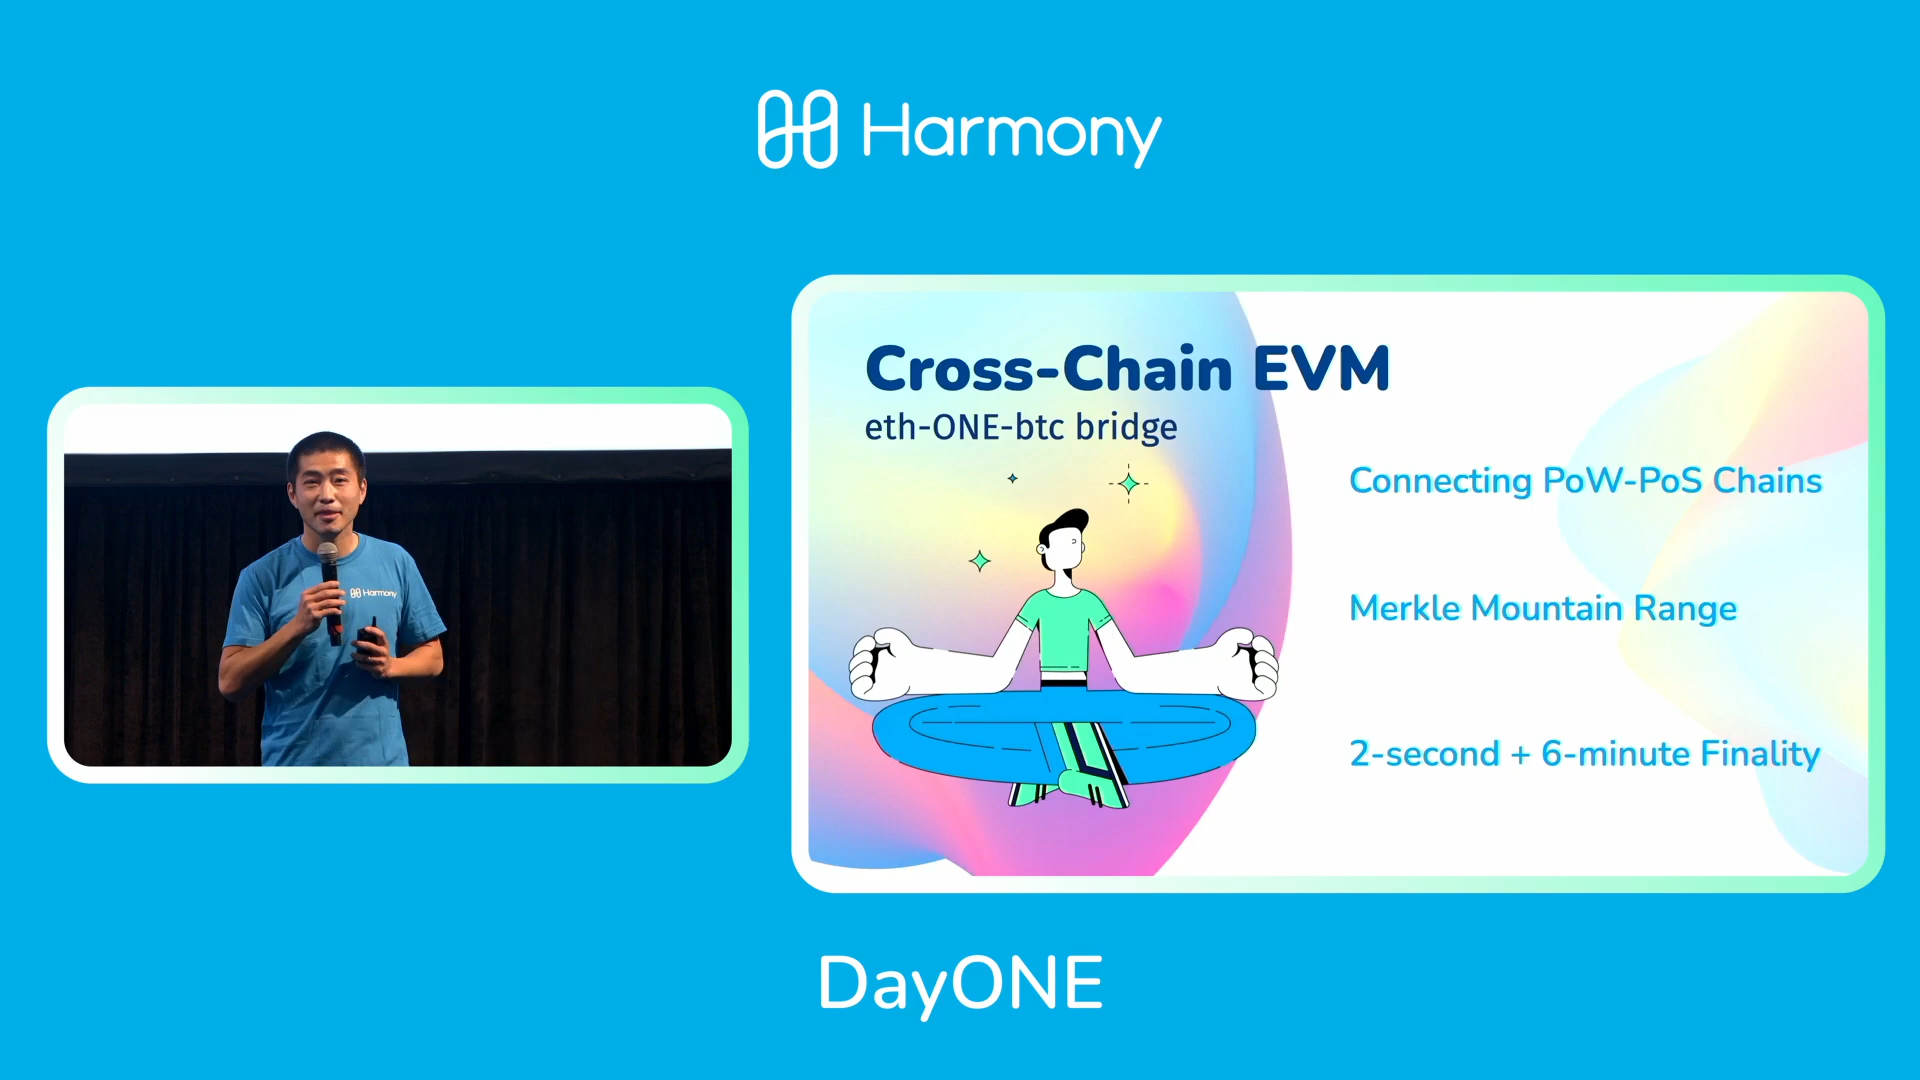 Harmony
Harmony
Cross-Chain EVM
eth-ONE-btc bridge
Connecting PoW-PoS Chains
Merkle Mountain Range
2-second + 6-minute Finality
DayONE